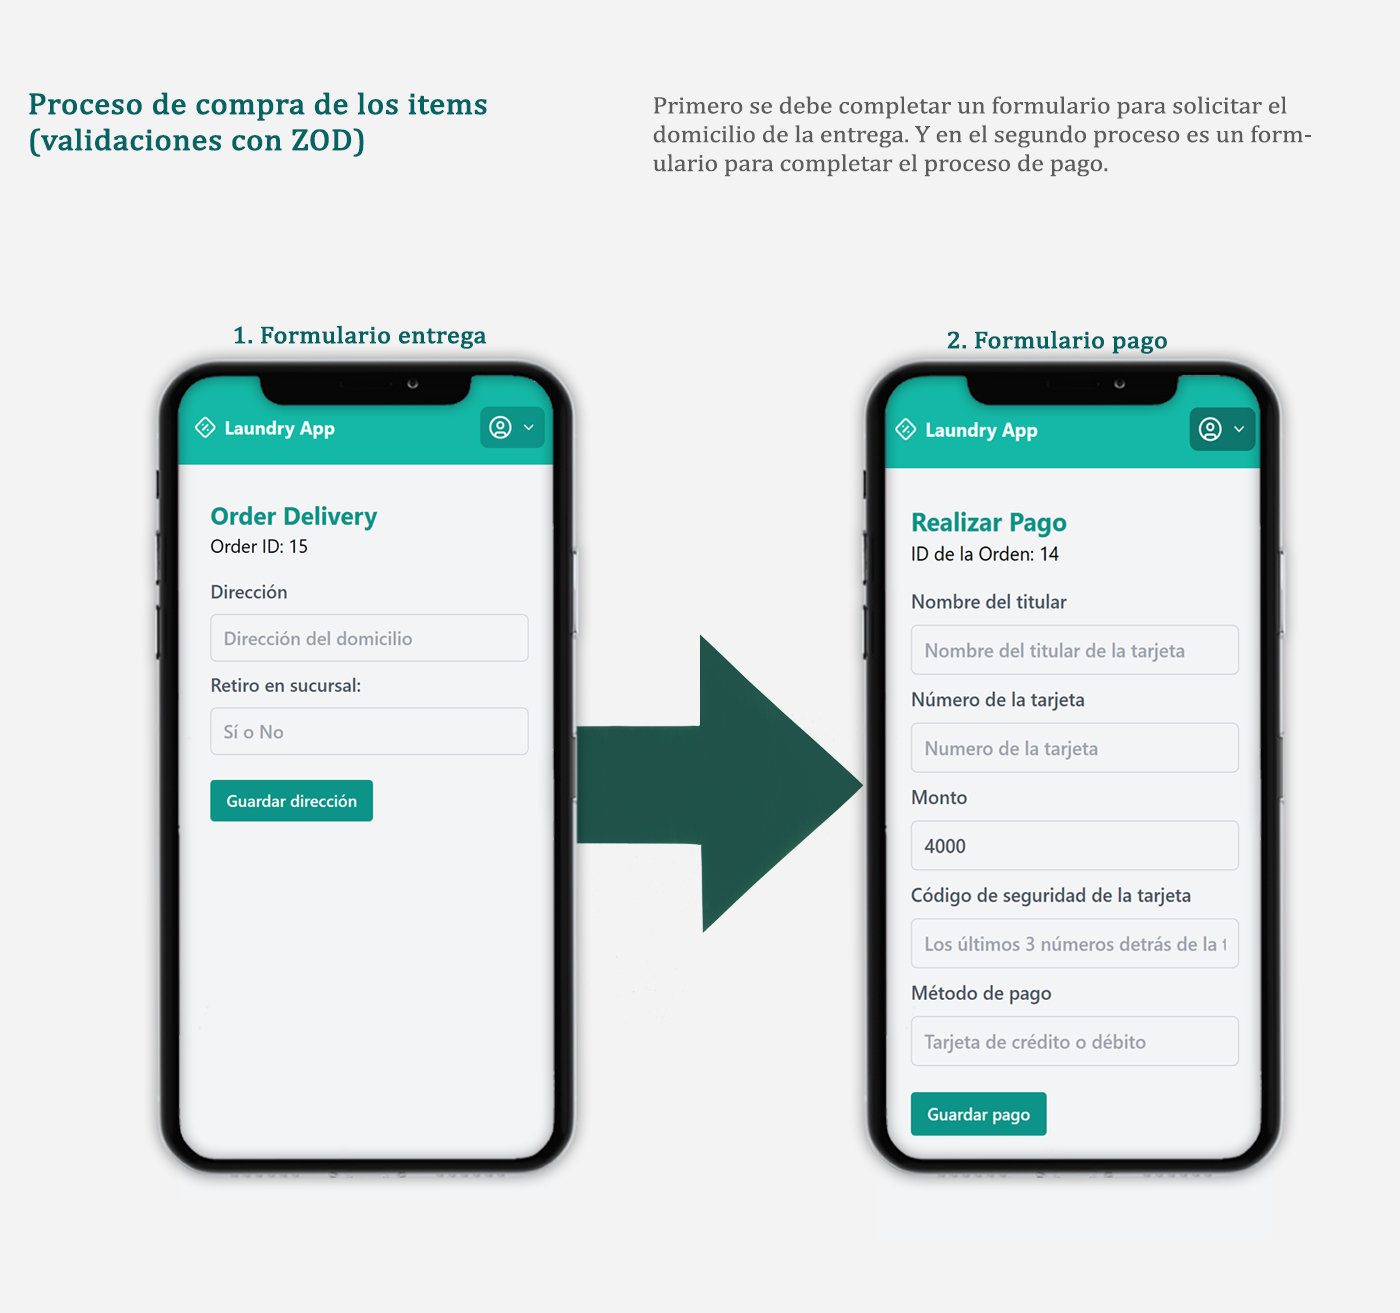 Proceso de compra de los items
(validaciones con ZOD)
Primero se debe completar un formulario para solicitar el
domicilio de la entrega. Y en el segundo proceso es un form-
ulario para completar el proceso de pago.
1. Formulario entrega
Laundry App
Order Delivery
Order ID: 15
Dirección
Dirección del domicilio
Retiro en sucursal:
Sí o No
Guardar dirección
2. Formulario pago
Laundry App
Realizar Pago
ID de la Orden: 14
Nombre del titular
Nombre del titular de la tarjeta
Número de la tarjeta
Numero de la tarjeta
Monto
4000
Código de seguridad de la tarjeta
Los últimos 3 números detrás de la t
Método de pago
Tarjeta de crédito o débito
Guardar pago